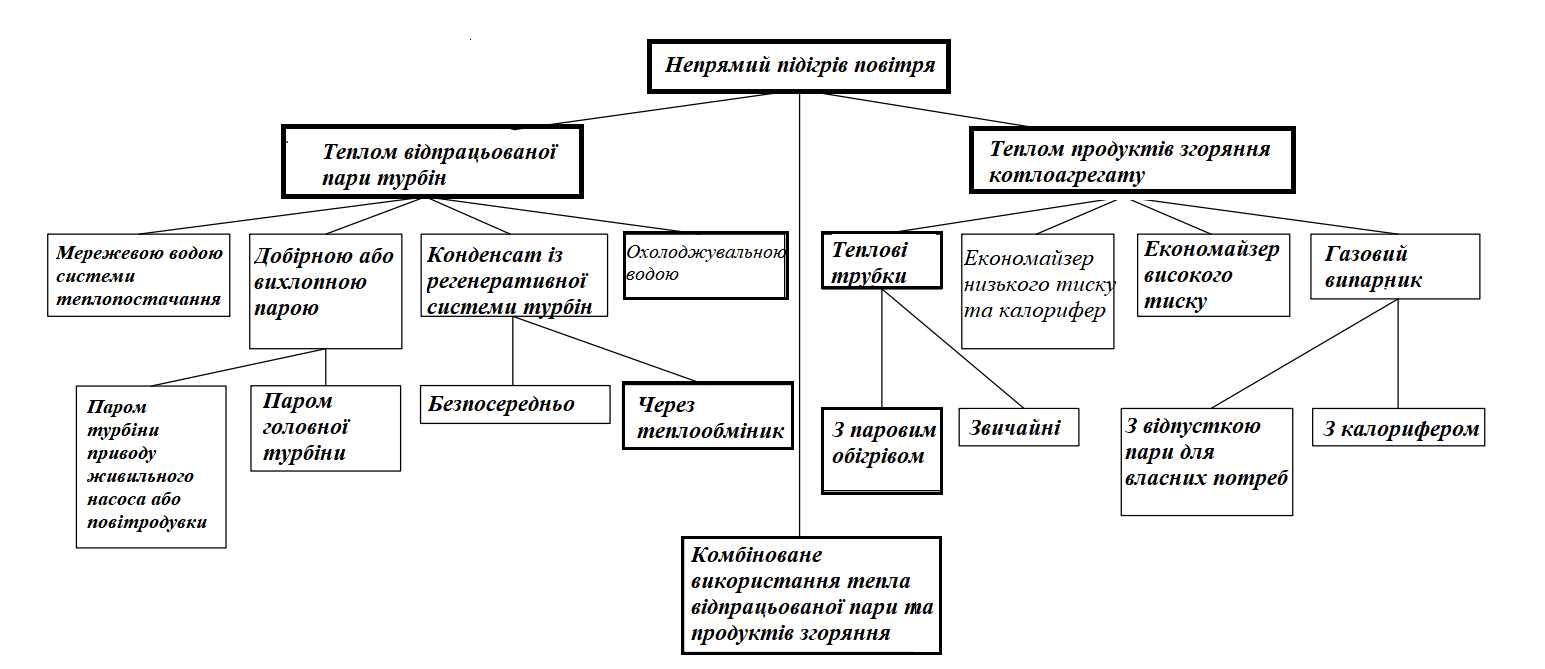 Непрямий підігрів повітря
Теплом відпрацьованої
пари турбін
Теплом продуктів згоряння
котлоагрегату
Мережевою водою
системи
теплопостачання
Добірною або
вихлопною
парою
Конденсат із
регенеративної
системи турбін
Охолоджувальною
водою
Теплові
трубки
Економайзер
низького тиску
та калорифер
Економайзер
високого
тиску
Газовий
випарник
Паром
турбіни
приводу
живильного
насоса або
повітродувки
Паром
головної
турбіни
Безпосередньо
Через
теплообміник
З паровим
обігрівом
Звичайні
З відпусткою
пари для
власних потреб
З калорифером
Комбіноване
використання тепла
відпрацьованої пари та
продуктів згоряння